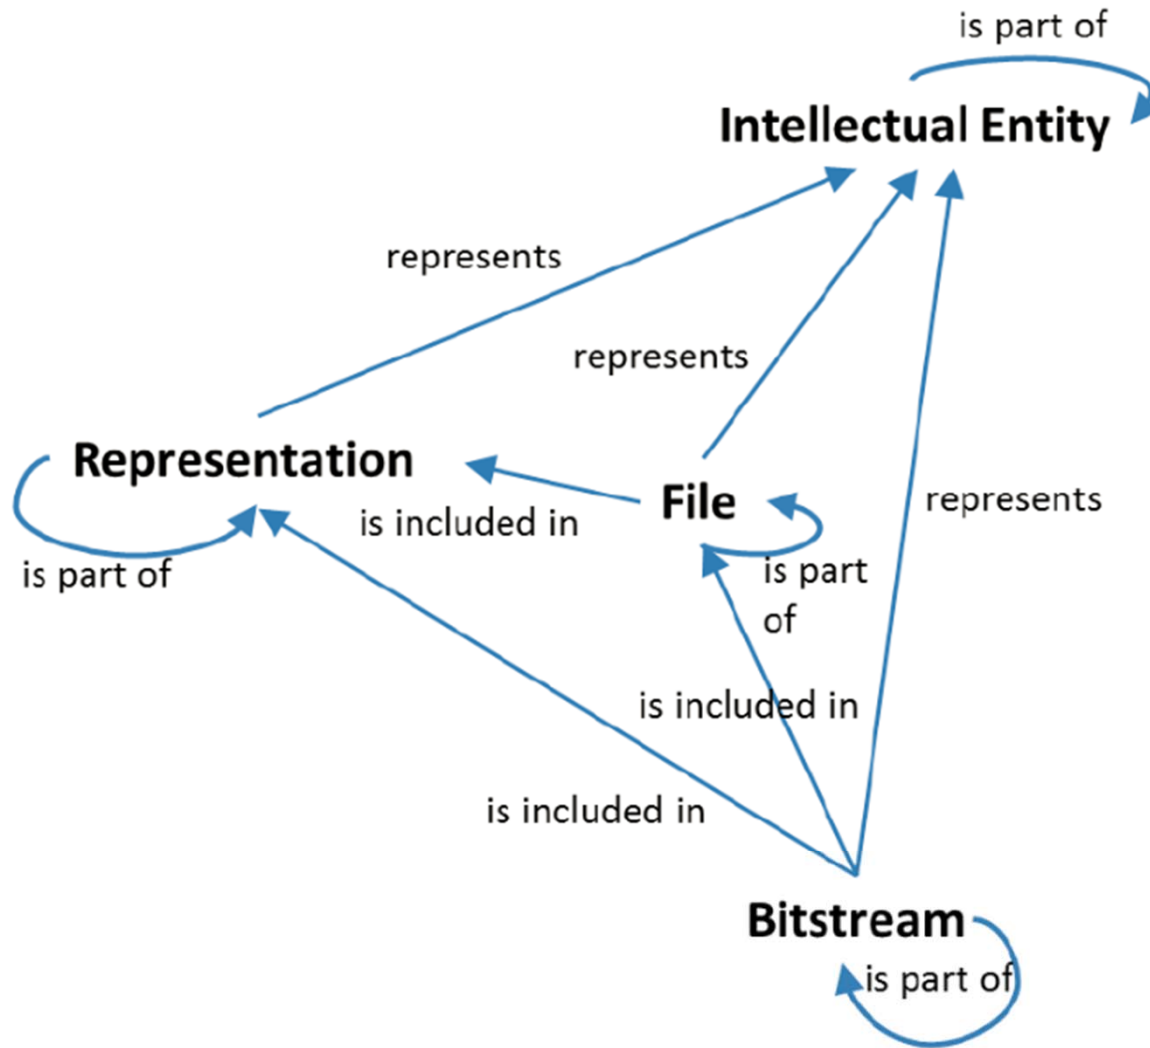 is part of
Intellectual Entity
represents
represents
Representation
File
represents
is included in
is part of
is part
of
is included in
is included in
Bitstream
is part of